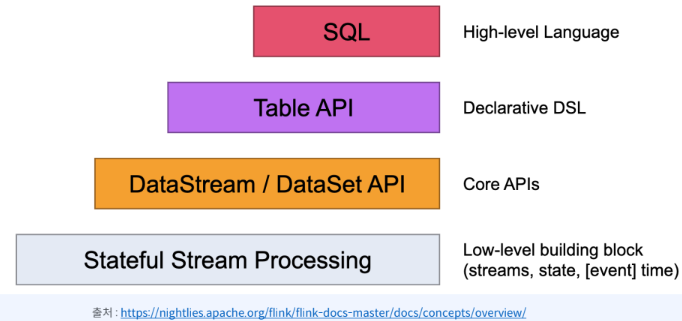 SQL
High-level Language
Table API
Declarative DSL
DataStream / DataSet API
Core APIs
Stateful Stream Processing
Low-level building block
(streams, state, [event] time)
출처 : https://nightlies.apache.org/flink/flink-docs-master/docs/concepts/overview/